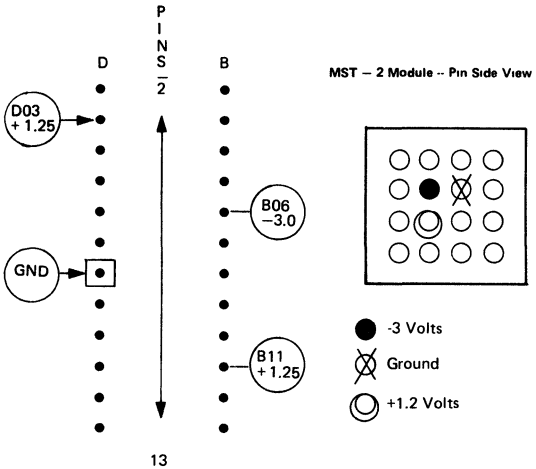 PINS – 2
D
B
D03
+ 1.25
B06
–3.0
GND
B11
+ 1.25
13
MST – 2 Module -- Pin Side View
-3 Volts
Ground
+1.2 Volts